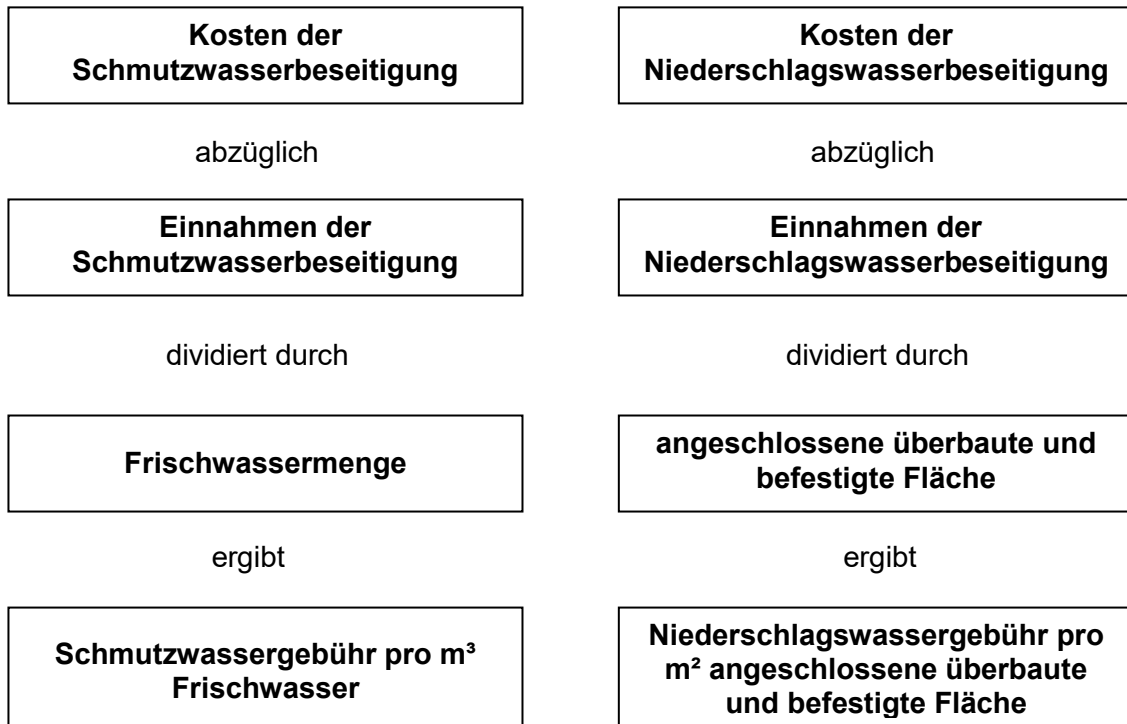 Kosten der
Schmutzwasserbeseitigung
abzüglich
Einnahmen der
Schmutzwasserbeseitigung
dividiert durch
Frischwassermenge
ergibt
Schmutzwassergebühr pro m³
Frischwasser
Kosten der
Niederschlagswasserbeseitigung
abzüglich
Einnahmen der
Niederschlagswasserbeseitigung
dividiert durch
angeschlossene überbaute und
befestigte Fläche
ergibt
Niederschlagswassergebühr pro
m² angeschlossene überbaute
und befestigte Fläche